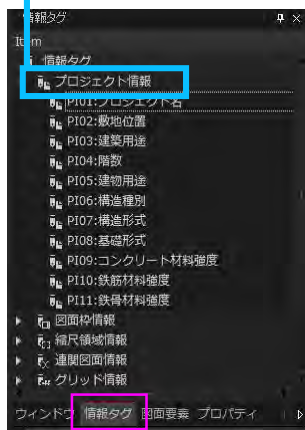 情報タグ
Item
情報タグ
プロジェクト情報
PI01:プロジェクト名
PI02:敷地位置
PI03:建築用途
PI04:階数
PI05:建物用途
PI06:構造種別
PI07:構造形式
PI08:基礎形式
PI09:コンクリート材料強度
PI10:鉄筋材料強度
PI11:鉄骨材料強度
図面枠情報
縮尺領域情報
連関図面情報
グリッド情報
ウィンドウ 情報タグ 図面要素 プロパティ